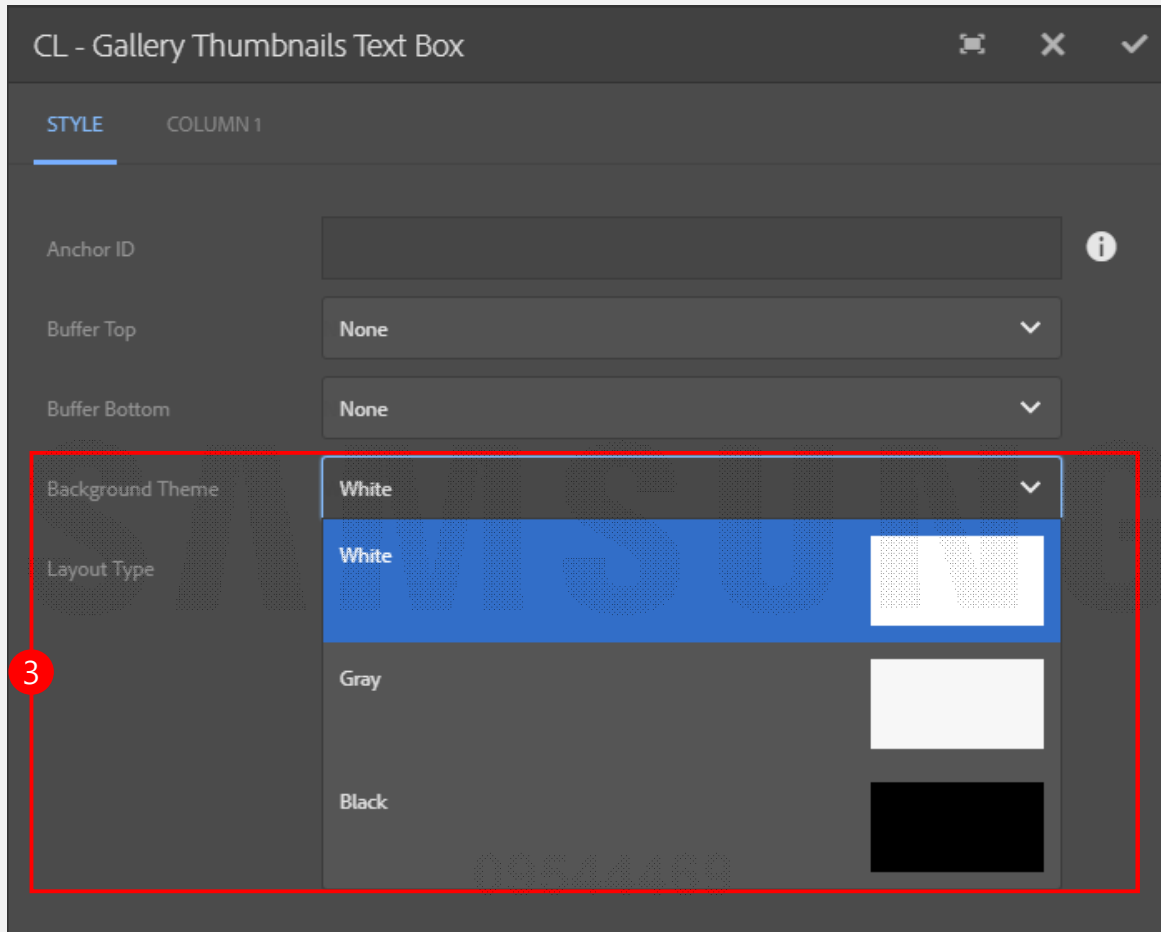 CL - Gallery Thumbnails Text Box
STYLE COLUMN 1
Anchor ID
Buffer Top None
Buffer Bottom None
Background Theme White
White
Layout Type
3
Gray
Black
SAMSUNG